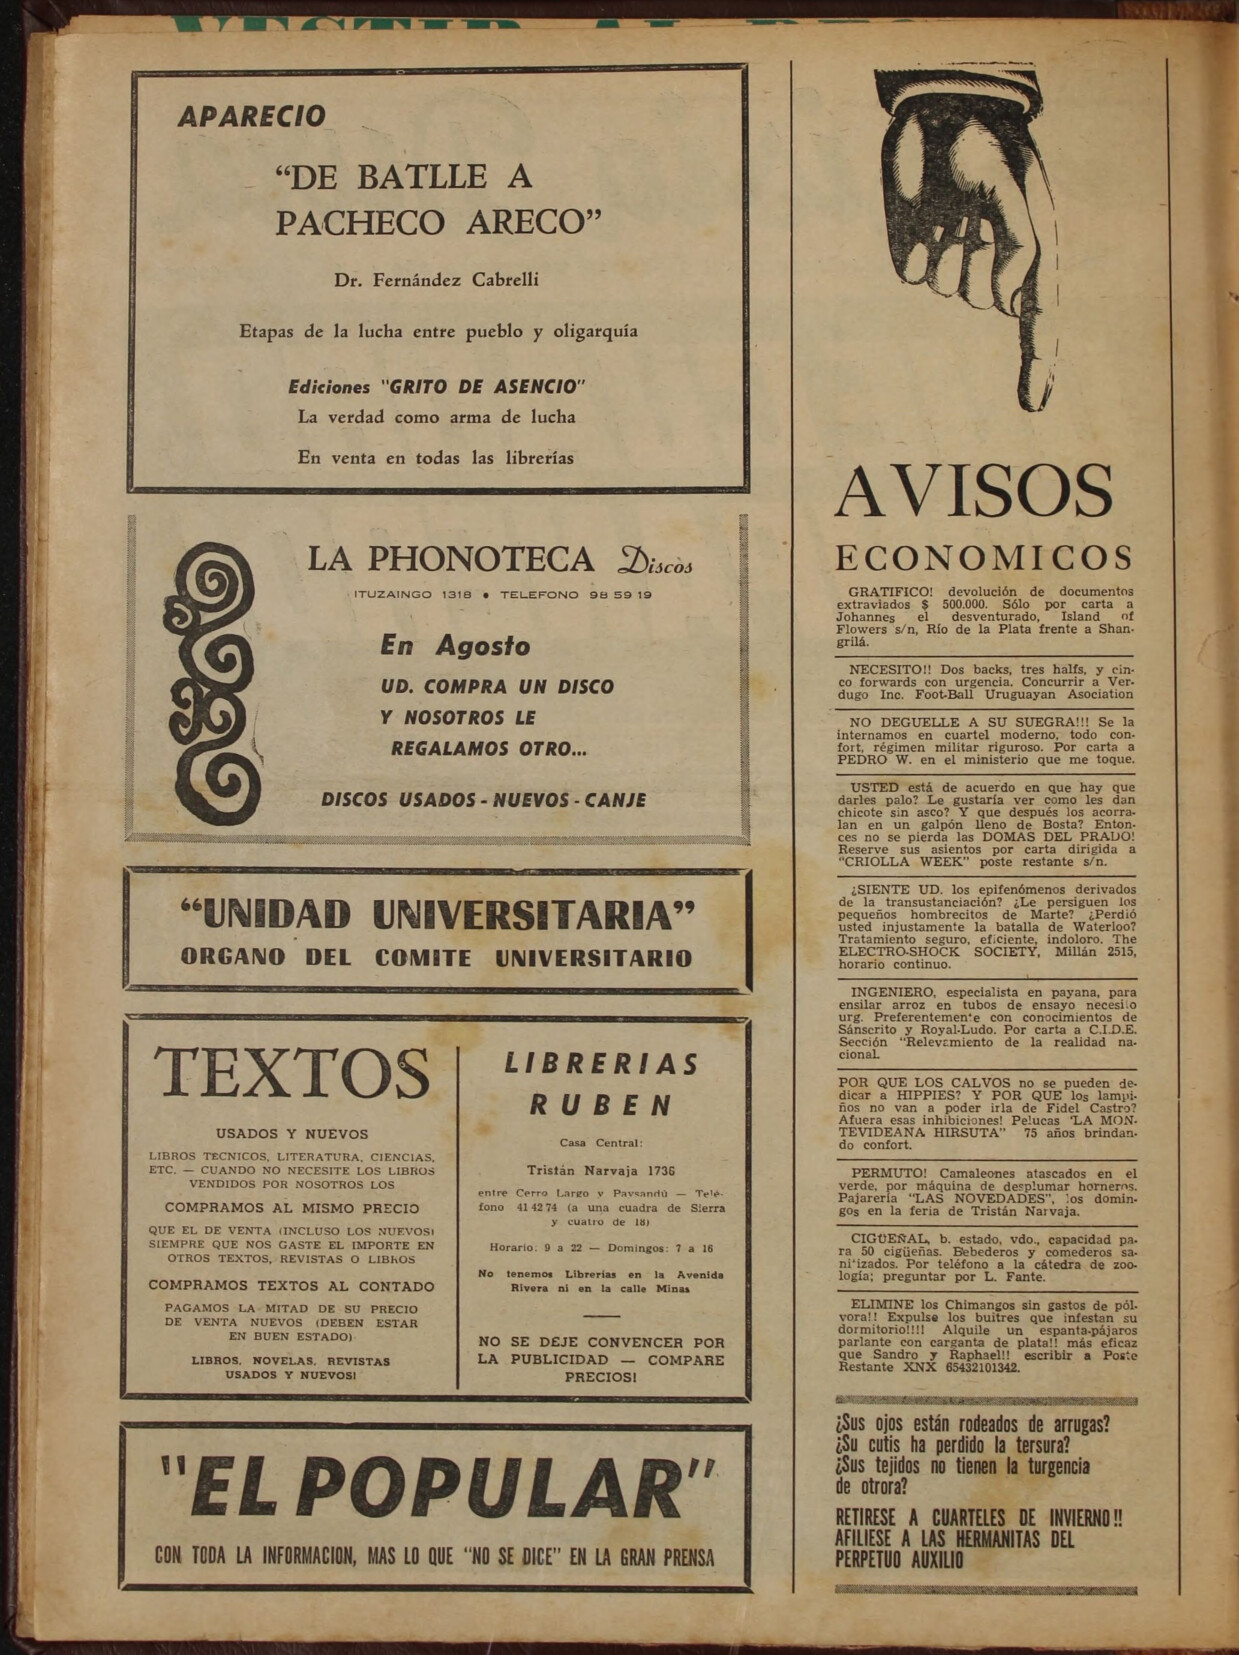 APARECIO
“DE BATLLE A
PACHECO ARECO”
Dr. Fernández Cabrelli
Etapas de la lucha entre pueblo y oligarquía
Ediciones "GRITO DE ASENCIO"
La verdad como arma de lucha
En venta en todas las librerías
LA PHONOTECA Discos
ITUZAINGO 1318 • TELEFONO 98 59 19
En Agosto
UD. COMPRA UN DISCO
Y NOSOTROS LE
REGALAMOS OTRO...
DISCOS USADOS - NUEVOS - CANJE
“UNIDAD UNIVERSITARIA”
ORGANO DEL COMITE UNIVERSITARIO
TEXTOS
USADOS Y NUEVOS
LIBROS TECNICOS, LITERATURA, CIENCIAS,
ETC. — CUANDO NO NECESITE LOS LIBROS
VENDIDOS POR NOSOTROS LOS
COMPRAMOS AL MISMO PRECIO
QUE EL DE VENTA (INCLUSO LOS NUEVOS)
SIEMPRE QUE NOS GASTE EL IMPORTE EN
OTROS TEXTOS, REVISTAS O LIBROS
COMPRAMOS TEXTOS AL CONTADO
PAGAMOS LA MITAD DE SU PRECIO
DE VENTA NUEVOS (DEBEN ESTAR
EN BUEN ESTADO)
LIBROS, NOVELAS, REVISTAS
USADOS Y NUEVOS!
LIBRERIAS
RUBEN
Casa Central:
Tristán Narvaja 1736
entre Cerro Largo y Paysandú — Telé-
fono 41 42 74 (a una cuadra de Sierra
y cuatro de 18)
Horario: 9 a 22 — Domingos: 7 a 16
No tenemos Librerías en la Avenida
Rivera ni en la calle Minas
NO SE DEJE CONVENCER POR
LA PUBLICIDAD — COMPARE
PRECIOS!
"EL POPULAR"
CON TODA LA INFORMACION, MAS LO QUE “NO SE DICE” EN LA GRAN PRENSA
AVISOS
ECONOMICOS
GRATIFICO! devolución de documentos
extraviados $ 500.000. Sólo por carta a
Johannes el desventurado, Island of
Flowers s/n, Río de la Plata frente a Shan-
grilá.
NECESITO!! Dos backs, tres halfs, y cin-
co forwards con urgencia. Concurrir a Ver-
dugo Inc. Foot-Ball Uruguayan Asociation
NO DEGUELLE A SU SUEGRA!!! Se la
internamos en cuartel moderno, todo con-
fort, régimen militar riguroso. Por carta a
PEDRO W. en el ministerio que me toque.
USTED está de acuerdo en que hay que
darles palo? Le gustaría ver como les dan
chicote sin asco? Y que después los acorra-
lan en un galpón lleno de Bosta? Enton-
ces no se pierda las DOMAS DEL PRADO!
Reserve sus asientos por carta dirigida a
"CRIOLLA WEEK" poste restante s/n.
¿SIENTE UD. los epifenómenos derivados
de la transustanciación? ¿Le persiguen los
pequeños hombrecitos de Marte? ¿Perdió
usted injustamente la batalla de Waterloo?
Tratamiento seguro, eficiente, indoloro. The
ELECTRO-SHOCK SOCIETY, Millán 2515,
horario continuo.
INGENIERO, especialista en payana, para
ensilar arroz en tubos de ensayo necesito
urg. Preferentemente con conocimientos de
Sánscrito y Royal-Ludo. Por carta a C.I.D.E.
Sección "Relevamiento de la realidad na-
cional.
POR QUE LOS CALVOS no se pueden de-
dicar a HIPPIES? Y POR QUE los lampi-
ños no van a poder irla de Fidel Castro?
Afuera esas inhibiciones! Pelucas 'LA MON-
TEVIDEANA HIRSUTA" 75 años brindan-
do confort.
PERMUTO! Camaleones atascados en el
verde, por máquina de desplumar horneros.
Pajarería "LAS NOVEDADES", los domin-
gos en la feria de Tristán Narvaja.
CIGÜEÑAL, b. estado, vdo., capacidad pa-
ra 50 cigüeñas. Bebederos y comederos sa-
nitizados. Por teléfono a la cátedra de zoo-
logía; preguntar por L. Fante.
ELIMINE los Chimangos sin gastos de pól-
vora!! Expulse los buitres que infestan su
dormitorio!!!! Alquile un espanta-pájaros
parlante con carganta de plata!! más eficaz
que Sandro y Raphael!! escribir a Poste
Restante XNX 65432101342.
¿Sus ojos están rodeados de arrugas?
¿Su cutis ha perdido la tersura?
¿Sus tejidos no tienen la turgencia
de otrora?
RETIRESE A CUARTELES DE INVIERNO!!
AFILIESE A LAS HERMANITAS DEL
PERPETUO AUXILIO